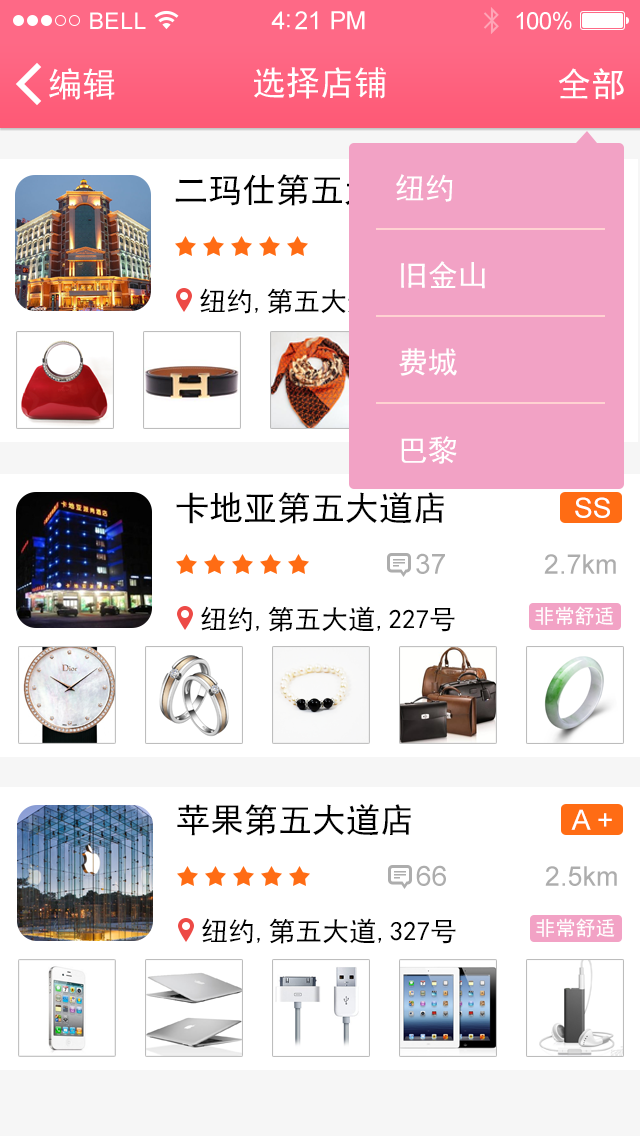 BELL 4:21 PM 100%
编辑 选择店铺 全部
纽约
旧金山
费城
巴黎
二玛仕第五
纽约, 第五大
卡地亚第五大道店 SS
37 2.7km
纽约, 第五大道, 227号 非常舒适
Dior
苹果第五大道店 A +
66 2.5km
纽约, 第五大道, 327号 非常舒适